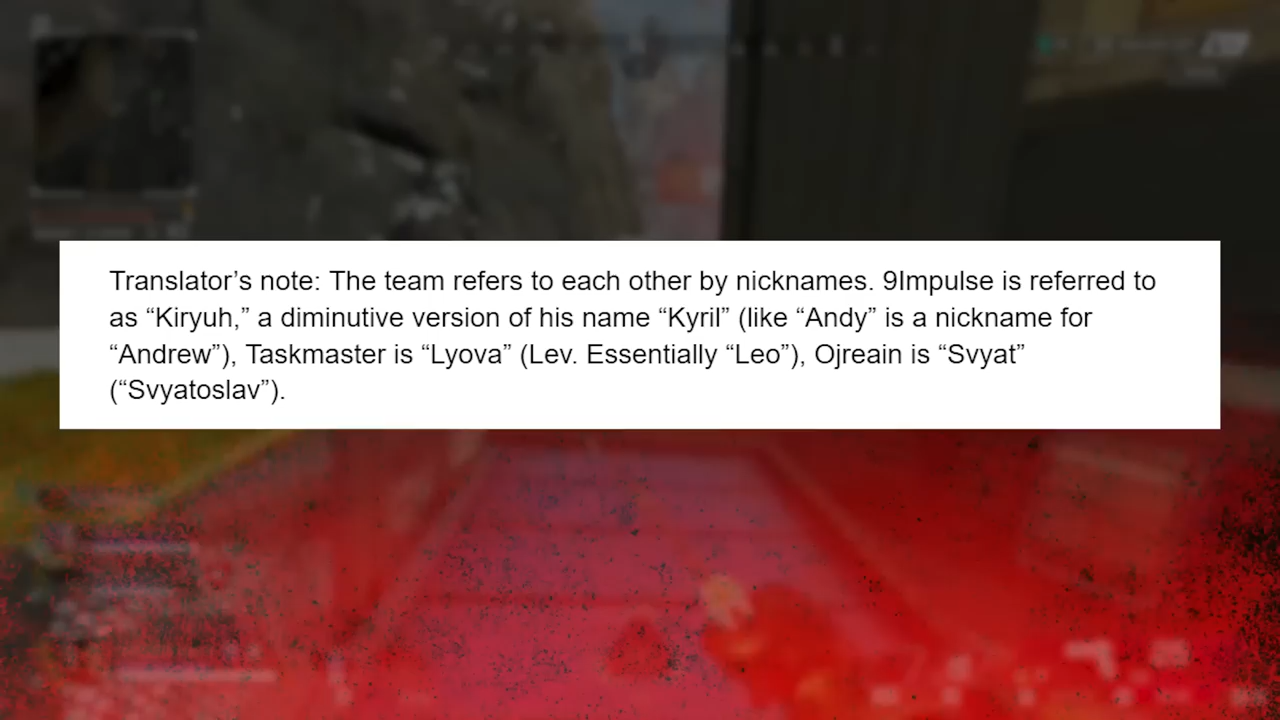 Translator’s note: The team refers to each other by nicknames. 9Impulse is referred to
as “Kiryuh,” a diminutive version of his name “Kyril” (like “Andy” is a nickname for
“Andrew”), Taskmaster is “Lyova” (Lev. Essentially “Leo”), Ojreain is “Svyat”
(“Svyatoslav”).